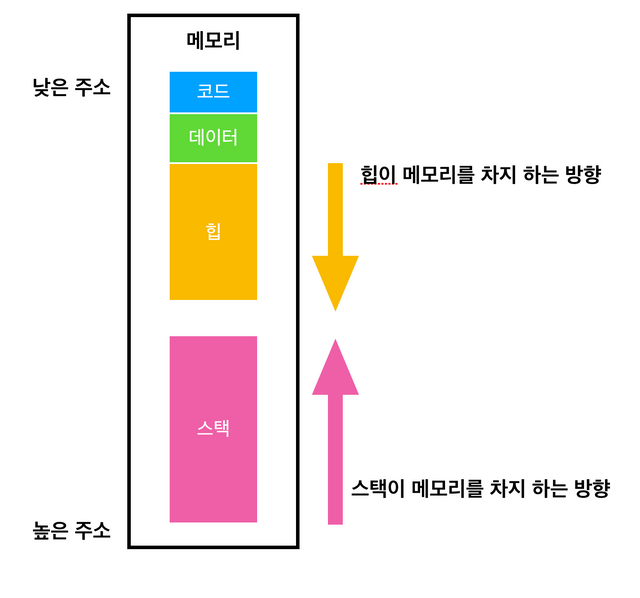 메모리
낮은 주소
코드
데이터
힙이 메모리를 차지 하는 방향
힙
스택
스택이 메모리를 차지 하는 방향
높은 주소